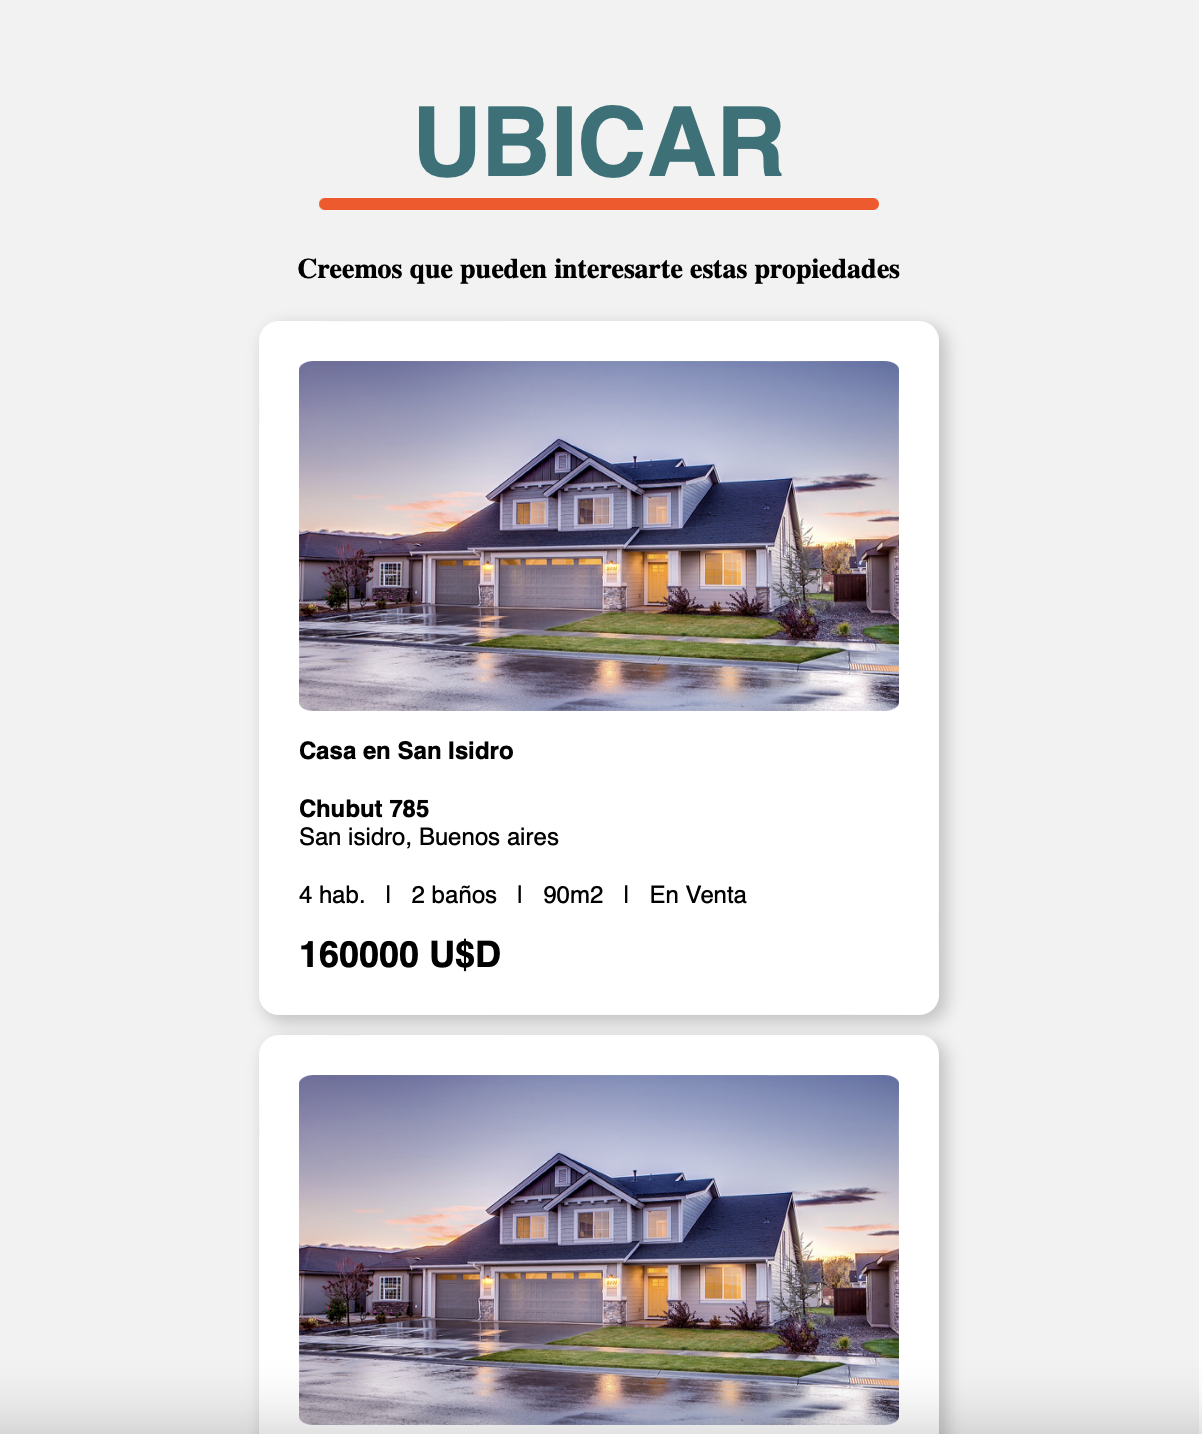 UBICAR
Creemos que pueden interesarte estas propiedades
Casa en San Isidro
Chubut 785
San isidro, Buenos aires
4 hab. | 2 baños | 90m2 | En Venta
160000 U$D